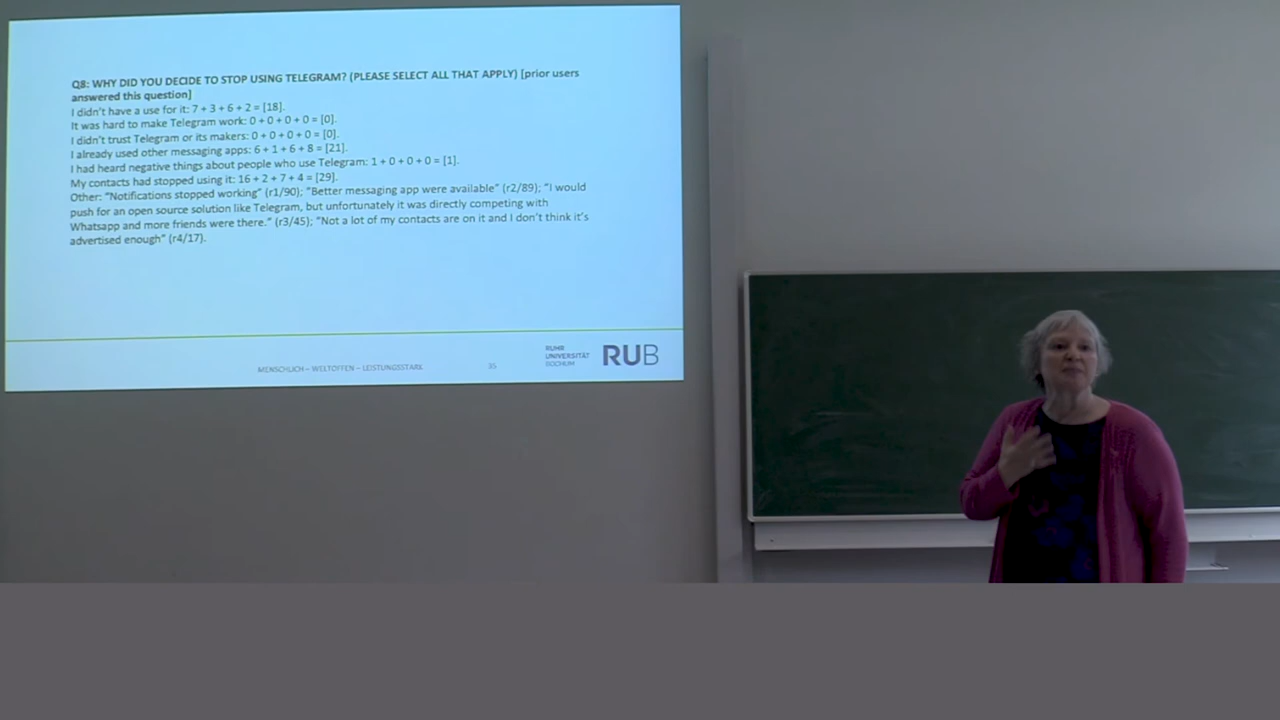 Q8: WHY DID YOU DECIDE TO STOP USING TELEGRAM? (PLEASE SELECT ALL THAT APPLY) [prior users
answered this question]
I didn't have a use for it: 7 + 3 + 6 + 2 = [18].
It was hard to make Telegram work: 0 + 0 + 0 + 0 = [0].
I didn't trust Telegram or its makers: 0 + 0 + 0 + 0 = [0].
I already used other messaging apps: 6 + 1 + 6 + 8 = [21].
I had heard negative things about people who use Telegram: 1 + 0 + 0 + 0 = [1].
My contacts had stopped using it: 16 + 2 + 7 + 4 = [29].
Other: "Notifications stopped working" (r1/90); "Better messaging app were available" (r2/89); "I would
push for an open source solution like Telegram, but unfortunately it was directly competing with
Whatsapp and more friends were there." (r3/45); "Not a lot of my contacts are on it and I don't think it's
advertised enough" (r4/17).
MENSCHLICH – WELTOFFEN – LEISTUNGSSTARK
35
RUHR
UNIVERSITÄT
BOCHUM
RUB